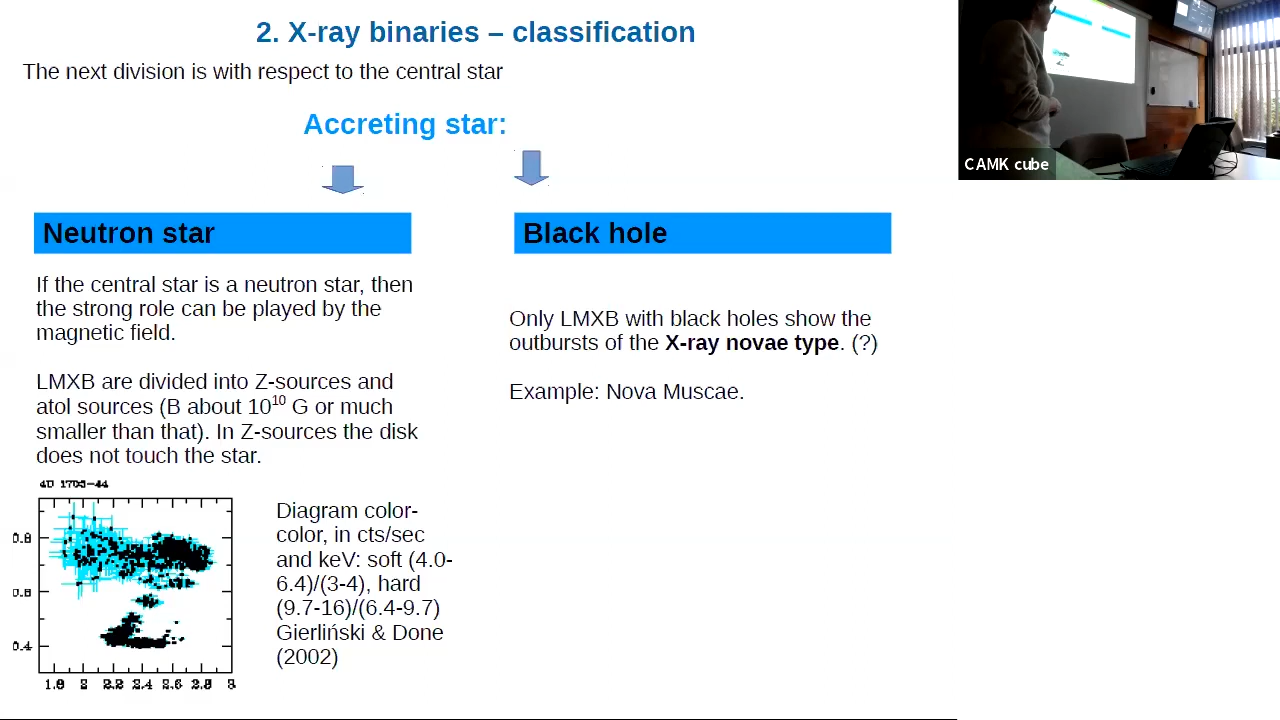 2. X-ray binaries – classification
The next division is with respect to the central star
Accreting star:
Neutron star
Black hole
If the central star is a neutron star, then
the strong role can be played by the
magnetic field.
LMXB are divided into Z-sources and
atol sources (B about 10¹⁰ G or much
smaller than that). In Z-sources the disk
does not touch the star.
Only LMXB with black holes show the
outbursts of the X-ray novae type. (?)
Example: Nova Muscae.
4U 1705-44
0.8
0.6
0.4
1.8 2 2.2 2.4 2.6 2.8 3
Diagram color-
color, in cts/sec
and keV: soft (4.0-
6.4)/(3-4), hard
(9.7-16)/(6.4-9.7)
Gierliński & Done
(2002)
CAMK cube